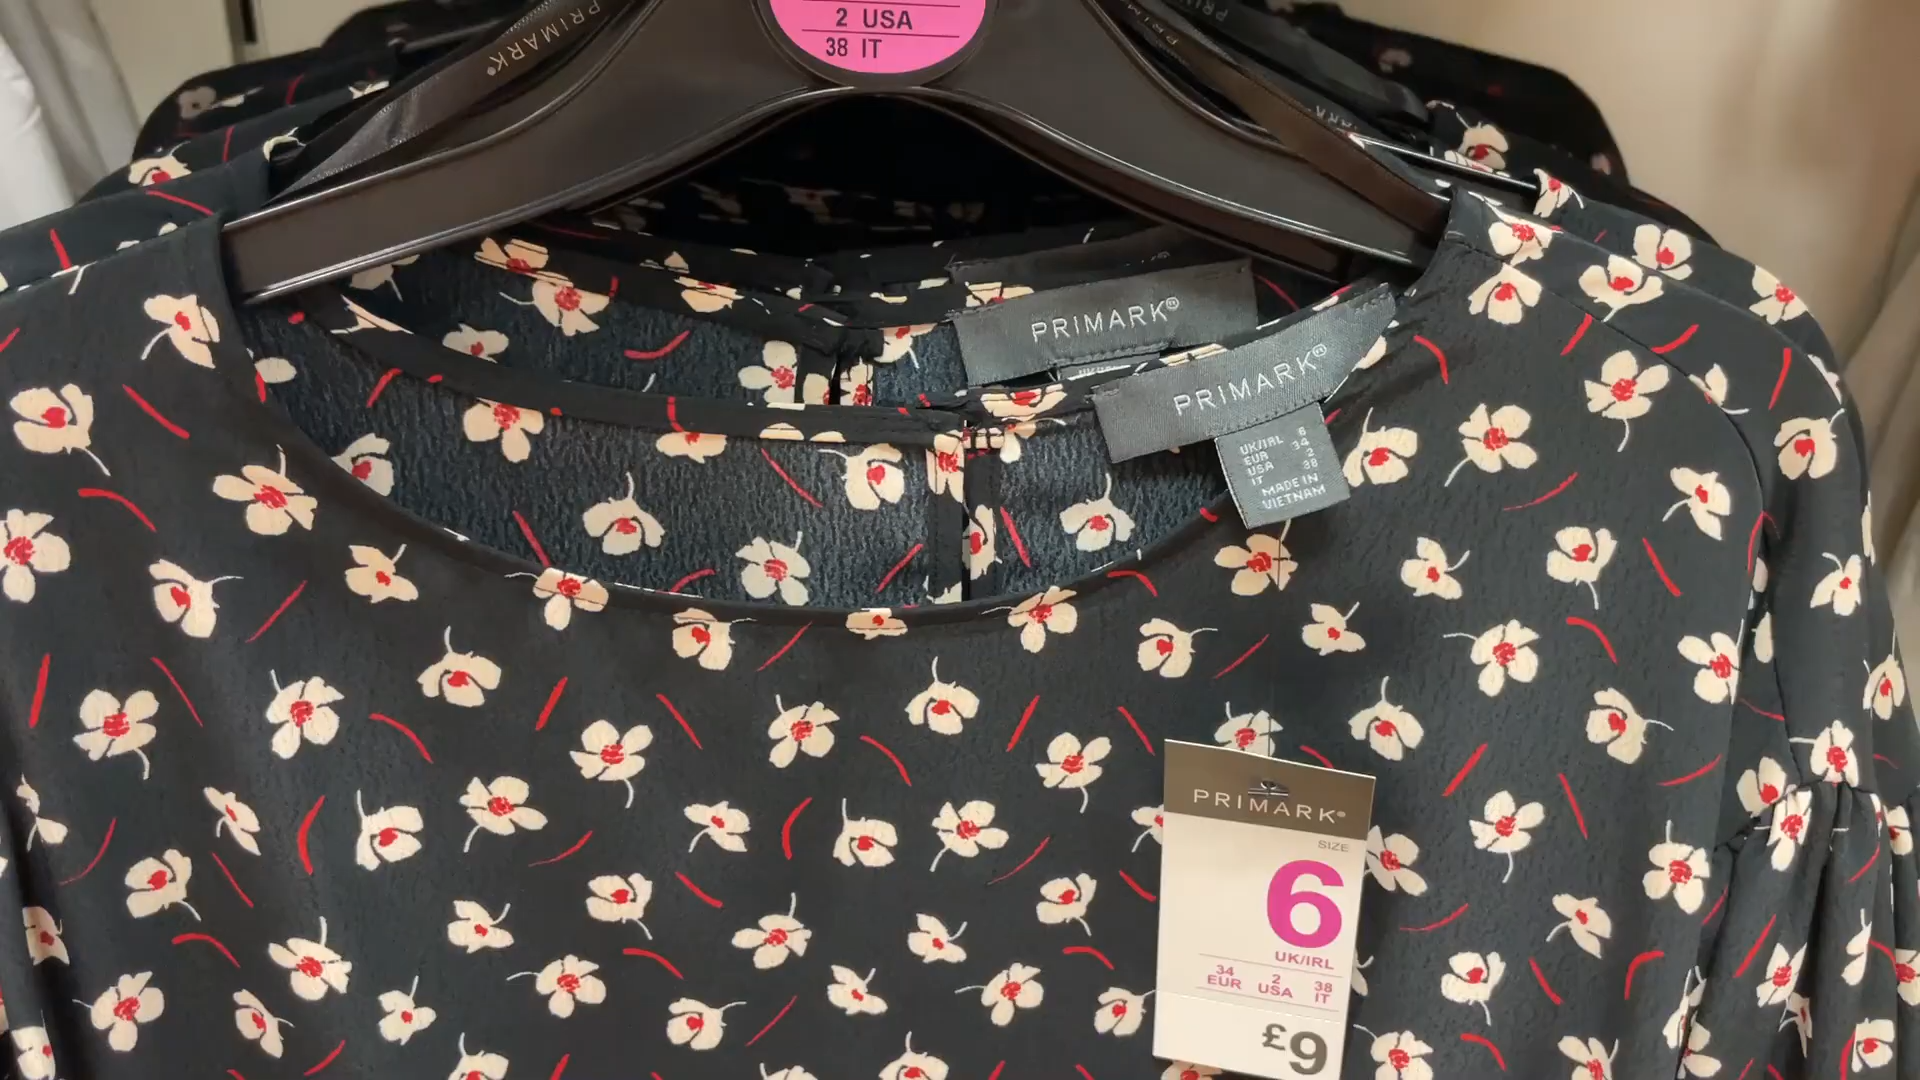 2 USA
38 IT
PRIMARK®
PRIMARK®
PRIMARK®
UK/IRL 6
EUR 34
USA 2
IT 38
MADE IN
VIETNAM
PRIMARK®
SIZE
6
UK/IRL
34 2 38
EUR USA IT
£9